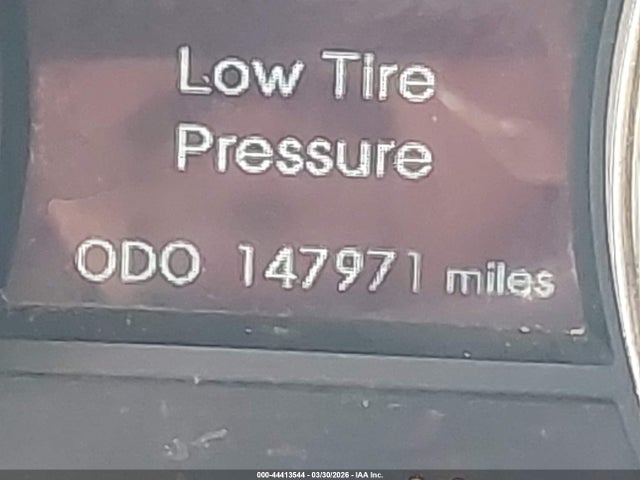 Low Tire
Pressure
ODO 147971 miles
000-44413544 - 03/30/2026 - IAA Inc.